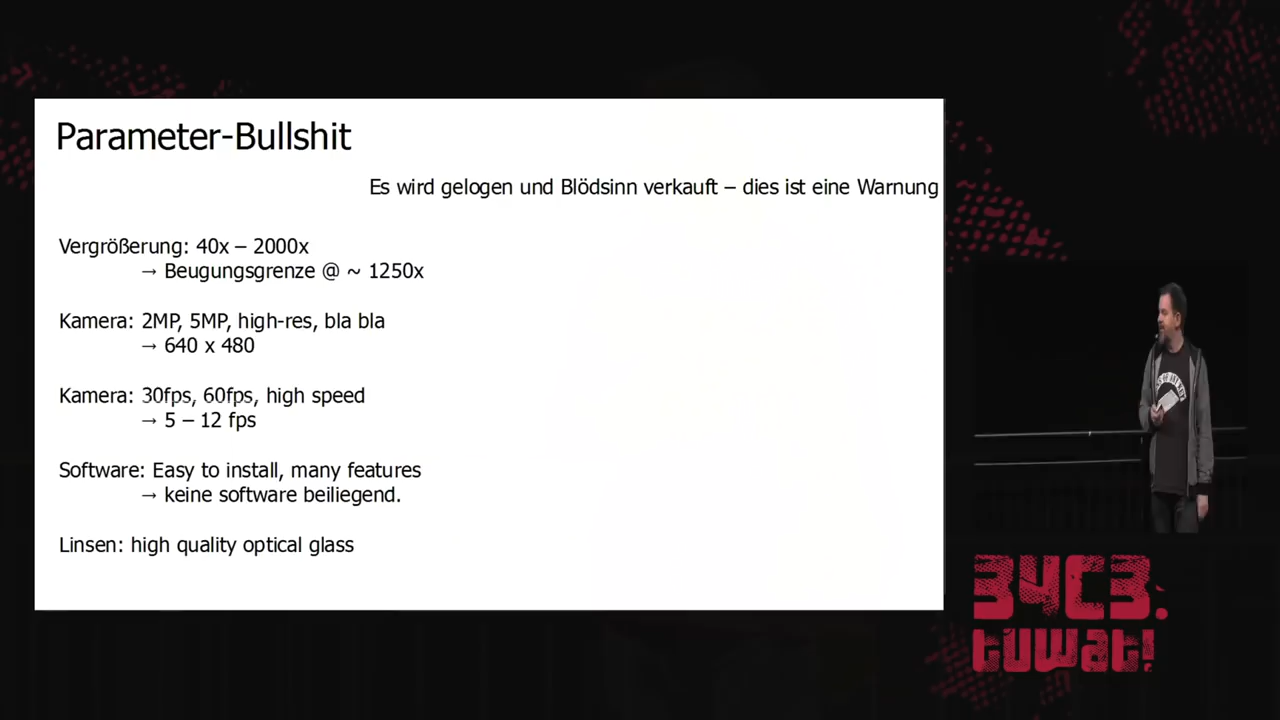 Parameter-Bullshit
Es wird gelogen und Blödsinn verkauft – dies ist eine Warnung
Vergrößerung: 40x – 2000x
→ Beugungsgrenze @ ~ 1250x
Kamera: 2MP, 5MP, high-res, bla bla
→ 640 x 480
Kamera: 30fps, 60fps, high speed
→ 5 – 12 fps
Software: Easy to install, many features
→ keine software beiliegend.
Linsen: high quality optical glass
34C3.
tuwat!